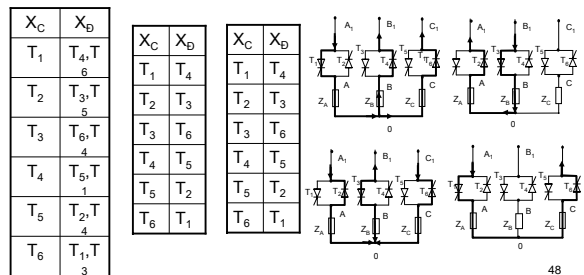 X_C X_Đ
T_1 T_4,T_6
T_2 T_3,T_5
T_3 T_6,T_4
T_4 T_5,T_1
T_5 T_2,T_4
T_6 T_1,T_3
X_C X_Đ
T_1 T_4
T_2 T_3
T_3 T_6
T_4 T_5
T_5 T_2
T_6 T_1
X_C X_Đ
T_1 T_4
T_2 T_3
T_3 T_6
T_4 T_5
T_5 T_2
T_6 T_1
A_1 B_1 C_1
T_1 T_2 T_3 T_4 T_5 T_6
A B C
Z_A Z_B Z_C
0
A_1 B_1 C_1
T_1 T_2 T_3 T_4 T_5 T_6
A B C
Z_A Z_B Z_C
0
A_1 B_1 C_1
T_1 T_2 T_3 T_4 T_5 T_6
A B C
Z_A Z_B Z_C
0
A_1 B_1 C_1
T_1 T_2 T_3 T_4 T_5 T_6
A B C
Z_A Z_B Z_C
0
48